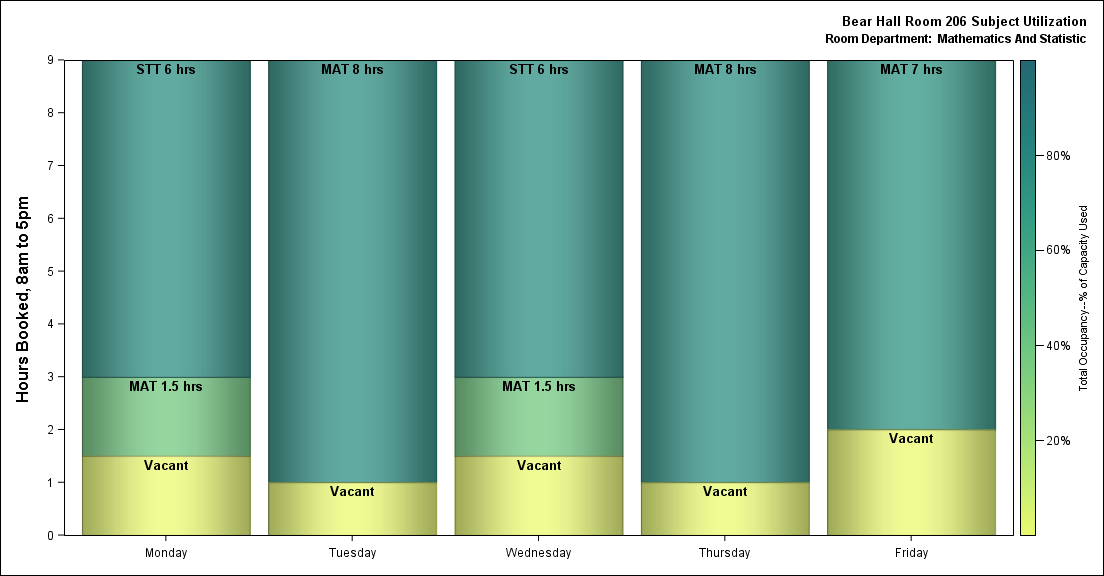 Bear Hall Room 206 Subject Utilization
Room Department: Mathematics And Statistic
Hours Booked, 8am to 5pm
9
8
7
6
5
4
3
2
1
0
STT 6 hrs
MAT 1.5 hrs
Vacant
MAT 8 hrs
Vacant
STT 6 hrs
MAT 1.5 hrs
Vacant
MAT 8 hrs
Vacant
MAT 7 hrs
Vacant
Monday
Tuesday
Wednesday
Thursday
Friday
80%
60%
40%
20%
Total Occupancy--% of Capacity Used